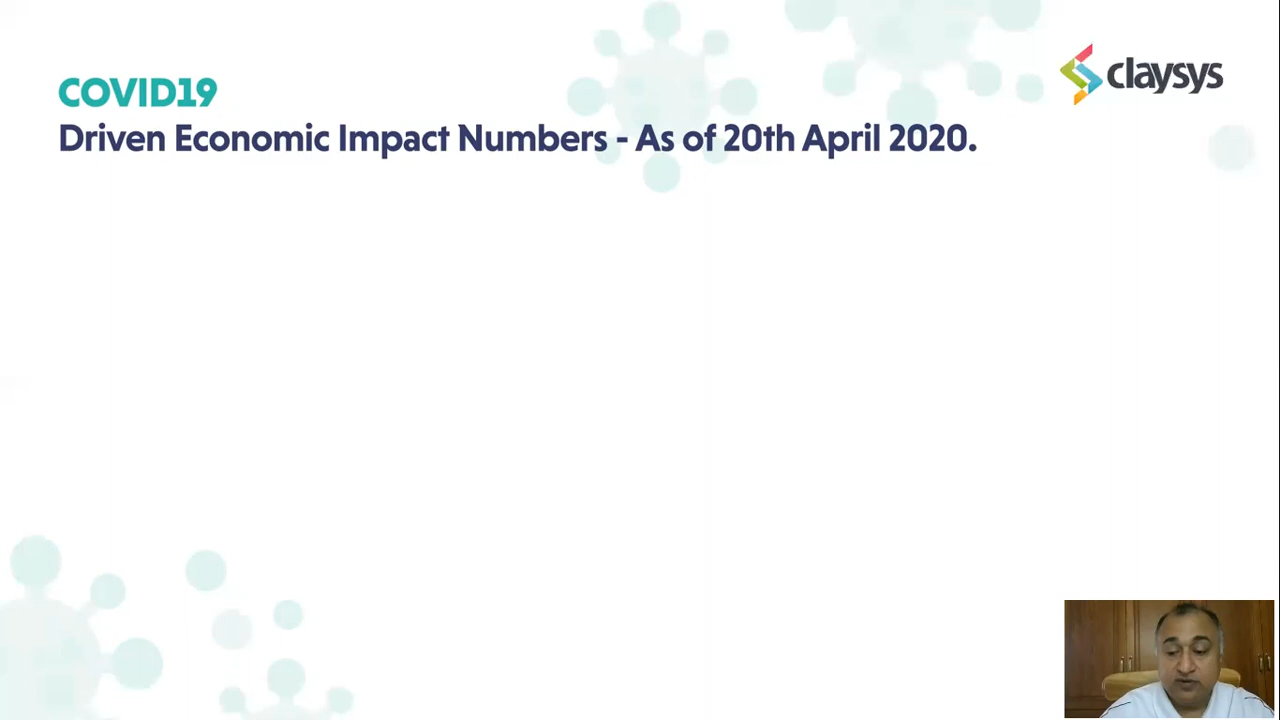 COVID19
claysys
Driven Economic Impact Numbers - As of 20th April 2020.